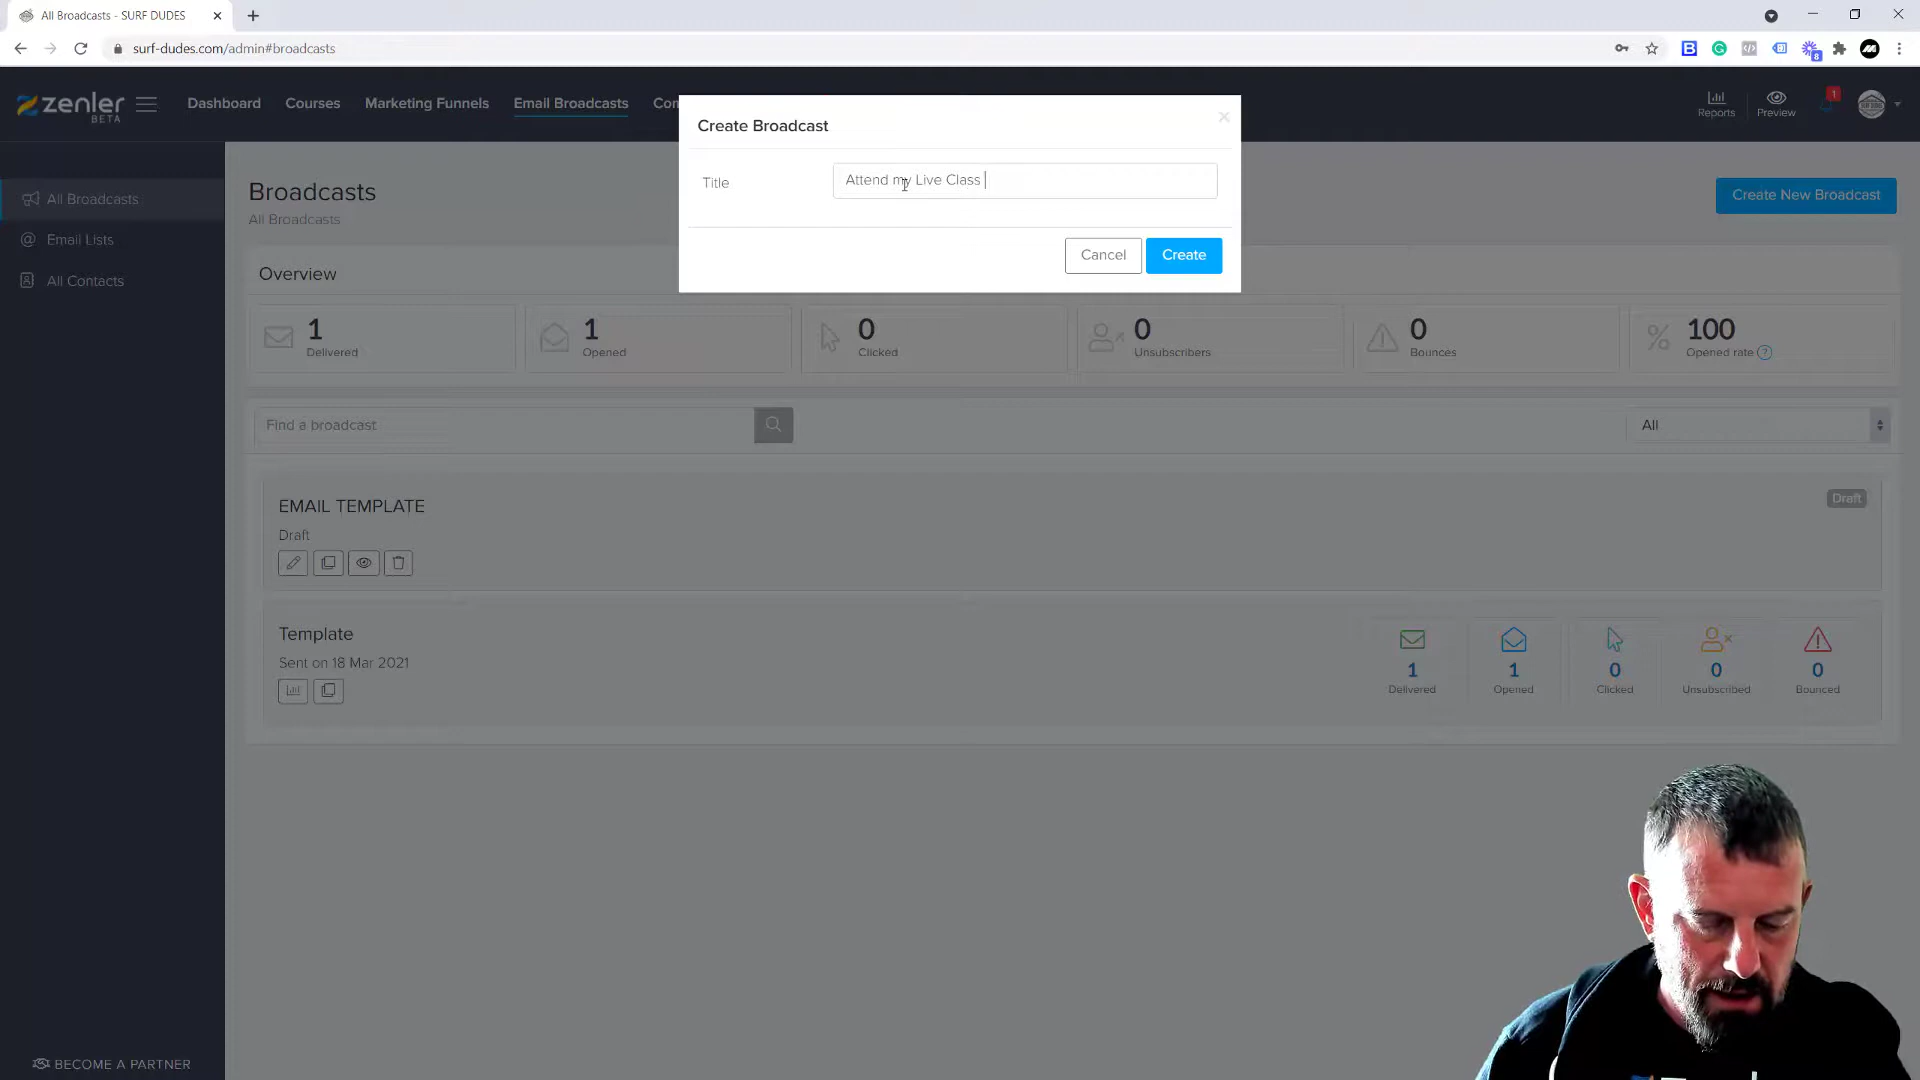 All Broadcasts - SURF DUDES
surf-dudes.com/admin#broadcasts
8
zenler
BETA
Dashboard
Courses
Marketing Funnels
Email Broadcasts
Reports
Preview
1
Create Broadcast
Title
Attend my Live Class
Cancel
Create
All Broadcasts
Email Lists
All Contacts
Broadcasts
All Broadcasts
Create New Broadcast
Overview
1
Delivered
1
Opened
0
Clicked
0
Unsubscribers
0
Bounces
%
100
Opened rate ?
Find a broadcast
All
EMAIL TEMPLATE
Draft
Draft
Template
Sent on 18 Mar 2021
1
Delivered
1
Opened
0
Clicked
0
Unsubscribed
0
Bounced
BECOME A PARTNER